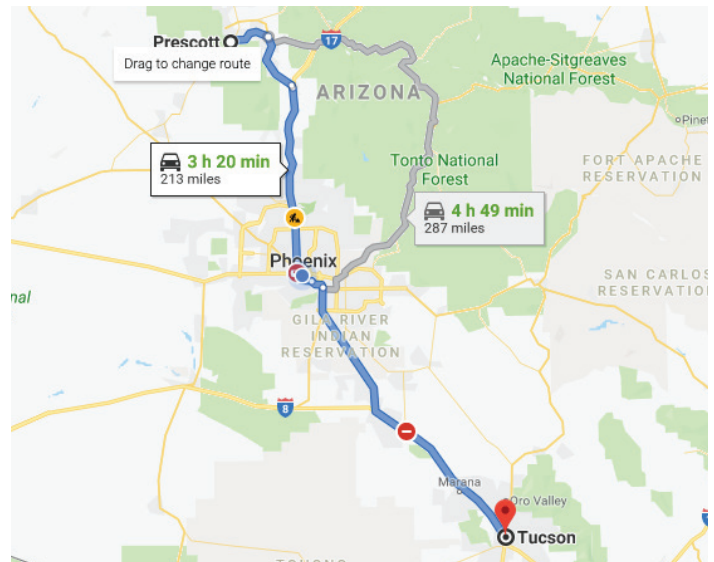 Prescott
17
Drag to change route
Apache-Sitgreaves
National Forest
ARIZONA
Pinet
3 h 20 min
213 miles
Tonto National
Forest
FORT APACHE
RESERVATION
4 h 49 min
287 miles
Phoenix
SAN CARLOS
RESERVATION
nal
GILA RIVER
INDIAN
RESERVATION
8
Marana
Oro Valley
Tucson